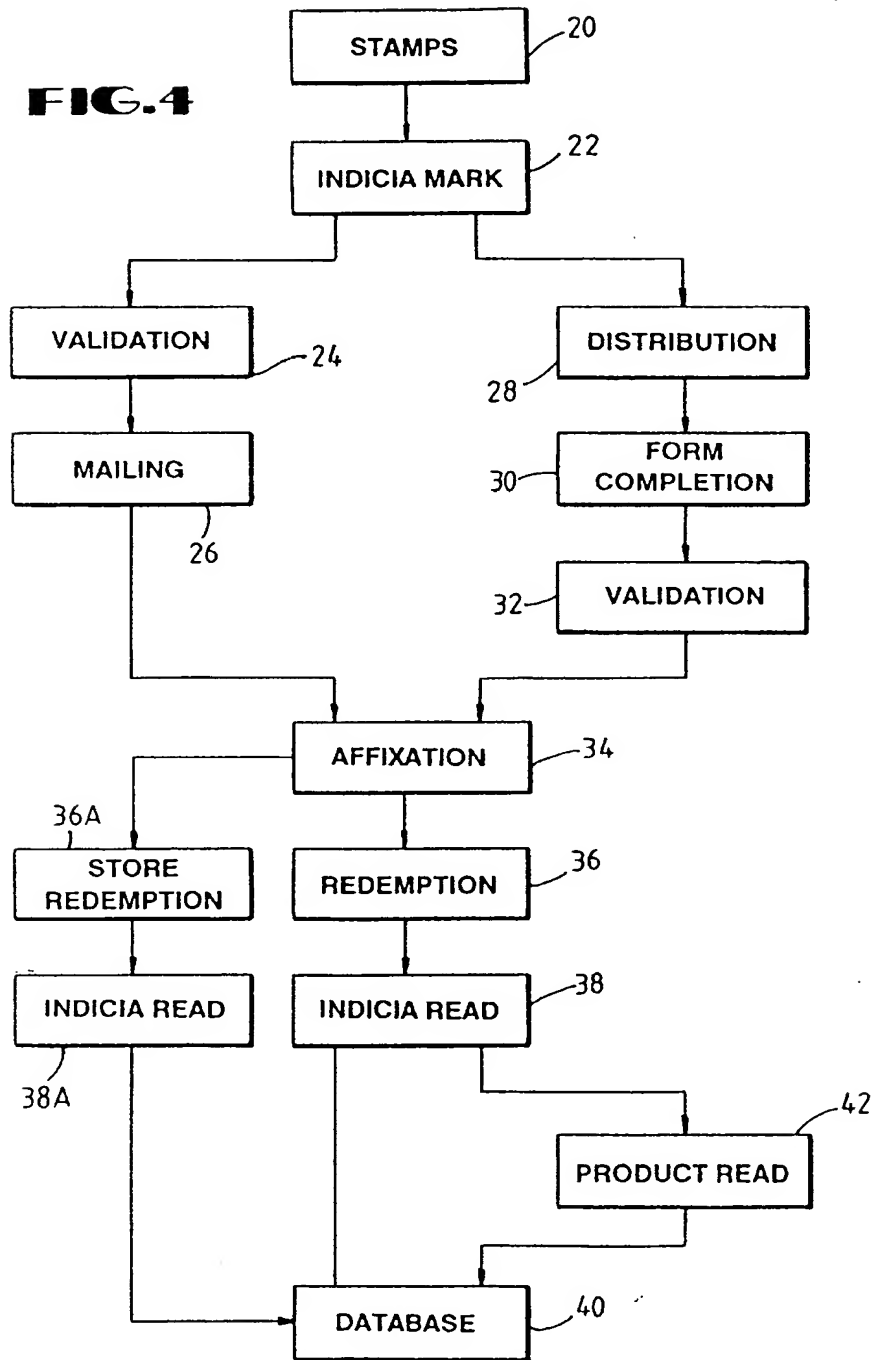 FIG.4
STAMPS
20
INDICIA MARK
22
VALIDATION
24
DISTRIBUTION
28
MAILING
26
FORM
COMPLETION
30
VALIDATION
32
AFFIXATION
34
36A
STORE
REDEMPTION
REDEMPTION
36
INDICIA READ
38A
INDICIA READ
38
PRODUCT READ
42
DATABASE
40